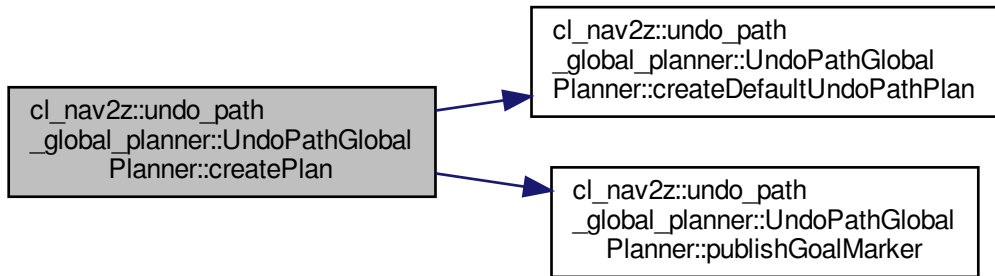 cl_nav2z::undo_path
_global_planner::UndoPathGlobal
Planner::createPlan
cl_nav2z::undo_path
_global_planner::UndoPathGlobal
Planner::createDefaultUndoPathPlan
cl_nav2z::undo_path
_global_planner::UndoPathGlobal
Planner::publishGoalMarker